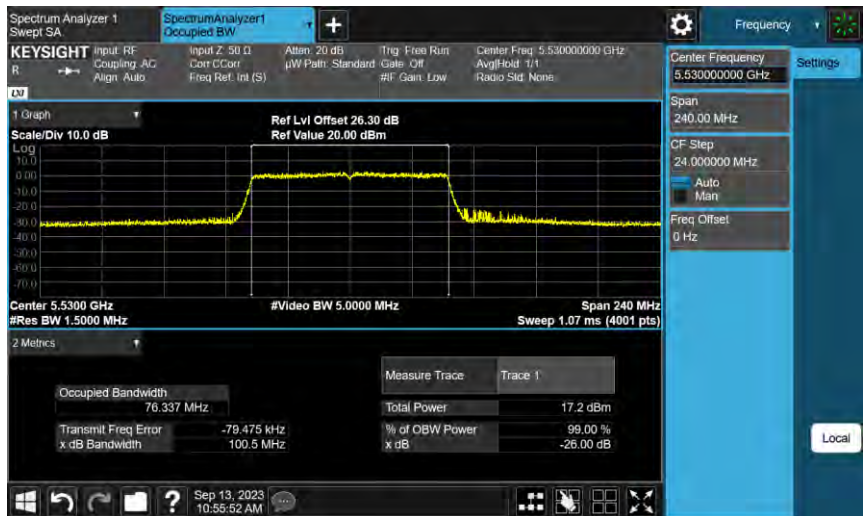 Spectrum Analyzer 1
Swept SA
SpectrumAnalyzer1
Occupied BW
Frequency
KEYSIGHT
R
LXI
Input: RF
Coupling: AC
Align: Auto
Input Z: 50 Ω
Corr CCorr
Freq Ref: Int (S)
Atten: 20 dB
µW Path: Standard
Trig: Free Run
Gate: Off
#IF Gain: Low
Center Freq: 5.530000000 GHz
Avg|Hold: 1/1
Radio Std: None
Center Frequency
5.530000000 GHz
Settings
Span
240.00 MHz
CF Step
24.000000 MHz
Auto
Man
Freq Offset
0 Hz
Local
1 Graph
Scale/Div 10.0 dB
Ref Lvl Offset 26.30 dB
Ref Value 20.00 dBm
Log
10.0
0.00
-10.0
-20.0
-30.0
-40.0
-50.0
-60.0
-70.0
Center 5.5300 GHz
#Video BW 5.0000 MHz
Span 240 MHz
#Res BW 1.5000 MHz
Sweep 1.07 ms (4001 pts)
2 Metrics
Measure Trace
Trace 1
Occupied Bandwidth
76.337 MHz
Total Power
17.2 dBm
Transmit Freq Error
-79.475 kHz
% of OBW Power
99.00 %
x dB Bandwidth
100.5 MHz
x dB
-26.00 dB
?
Sep 13, 2023
10:55:52 AM